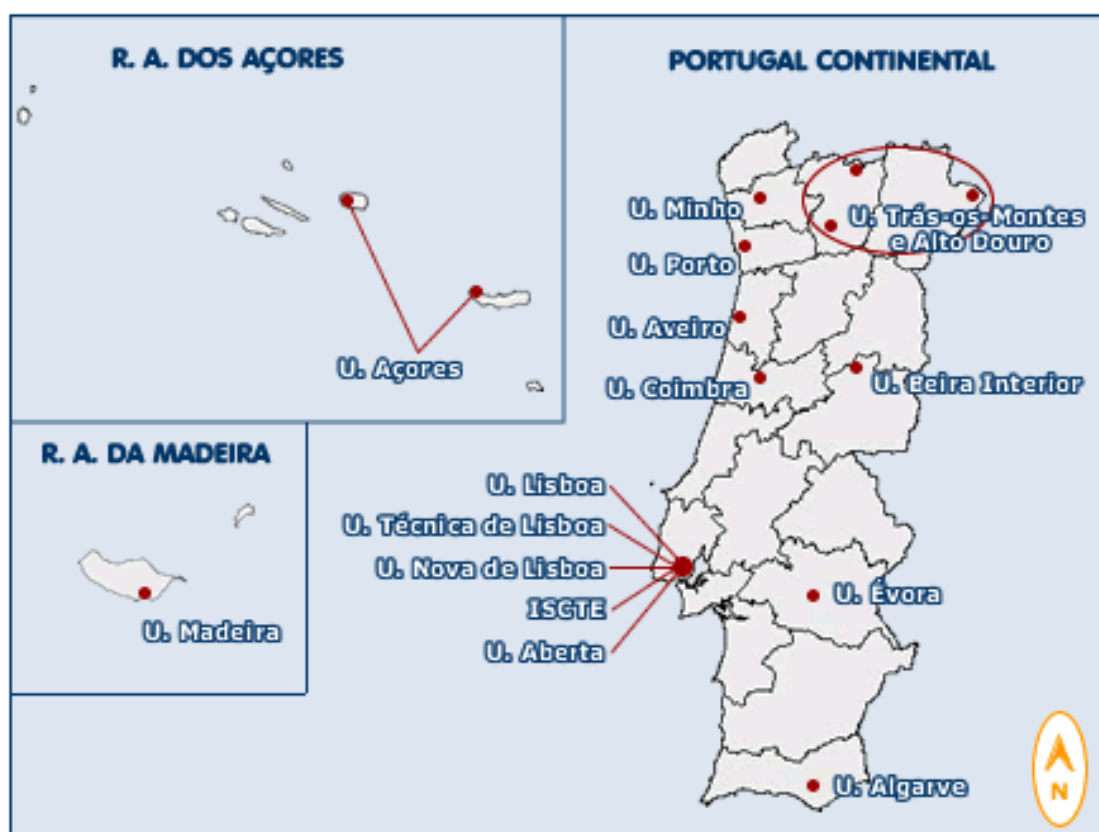 R. A. DOS AÇORES
U. Açores
R. A. DA MADEIRA
U. Madeira
PORTUGAL CONTINENTAL
U. Minho
U. Trás-os-Montes
e Alto Douro
U. Porto
U. Aveiro
U. Coimbra
U. Beira Interior
U. Lisboa
U. Técnica de Lisboa
U. Nova de Lisboa
ISCTE
U. Aberta
U. Évora
U. Algarve
N